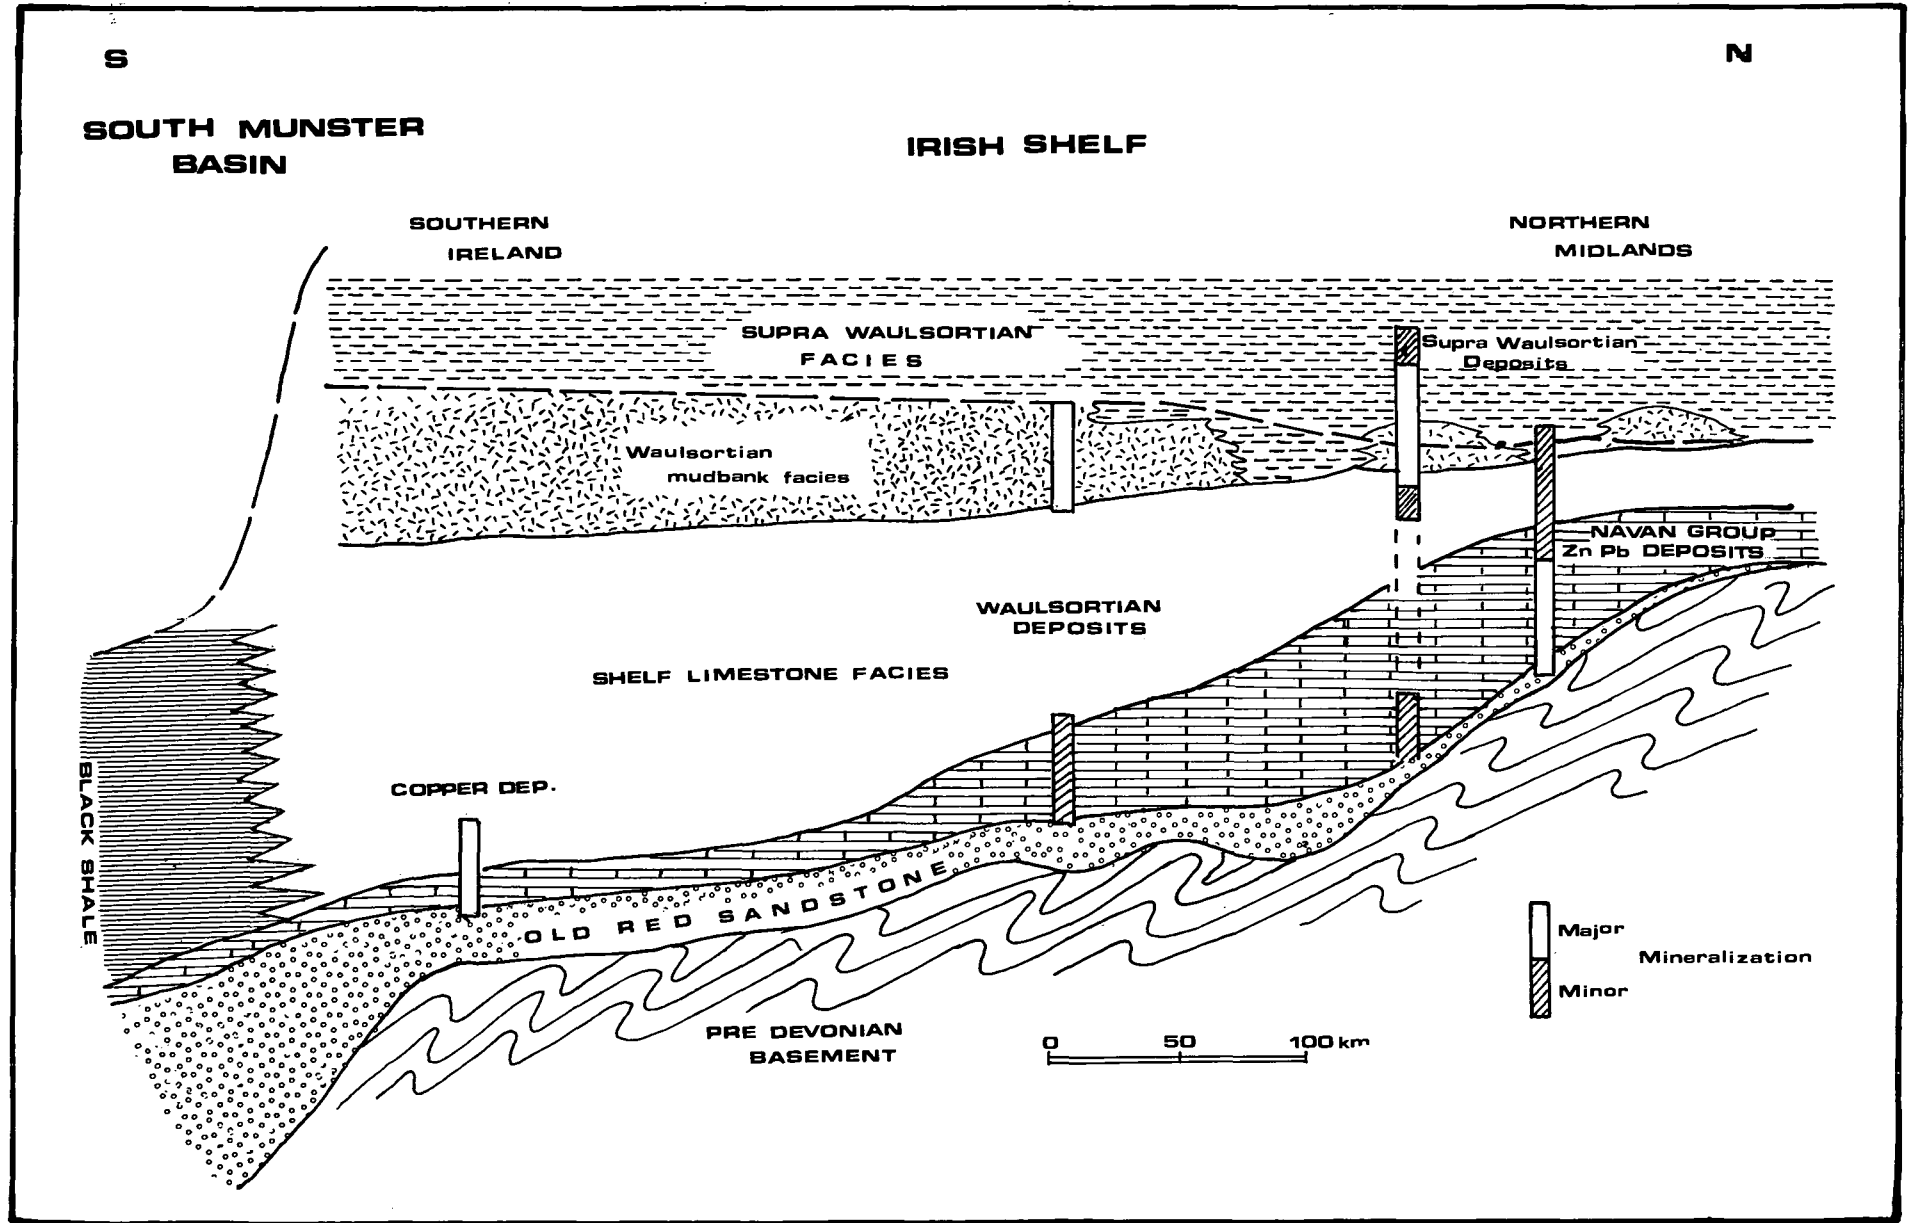 S
N
SOUTH MUNSTER
BASIN
IRISH SHELF
SOUTHERN
IRELAND
NORTHERN
MIDLANDS
SUPRA WAULSORTIAN
FACIES
Supra Waulsortian
Deposits
Waulsortian
mudbank facies
NAVAN GROUP
Zn Pb DEPOSITS
WAULSORTIAN
DEPOSITS
SHELF LIMESTONE FACIES
BLACK SHALE
COPPER DEP.
OLD RED SANDSTONE
Major
Mineralization
Minor
PRE DEVONIAN
BASEMENT
0 50 100 km